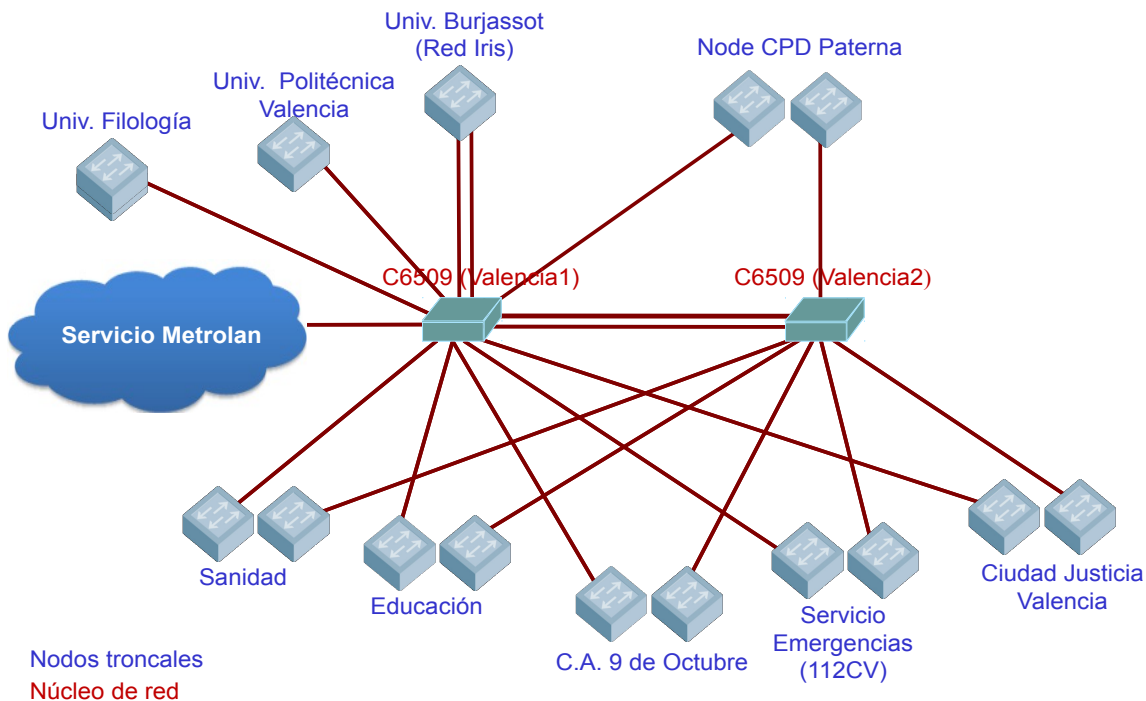 Univ. Burjassot
(Red Iris)
Node CPD Paterna
Univ. Politécnica
Valencia
Univ. Filología
C6509 (Valencia1)
C6509 (Valencia2)
Servicio Metrolan
Sanidad
Educación
C.A. 9 de Octubre
Servicio
Emergencias
(112CV)
Ciudad Justicia
Valencia
Nodos troncales
Núcleo de red